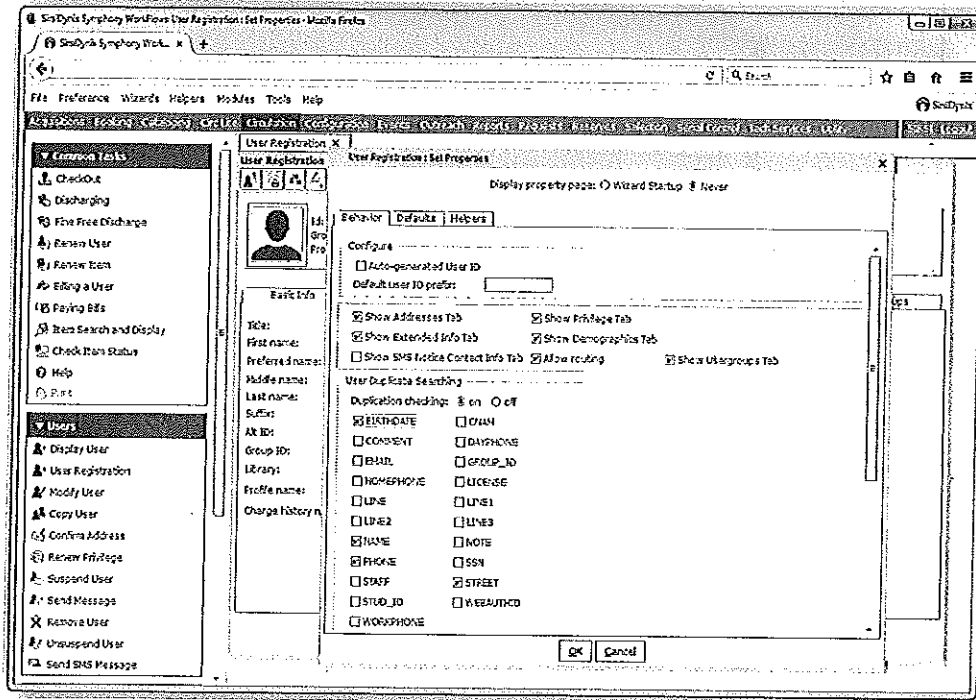 SirsiDynix Symphony WorkFlows User Registration : Set Properties - Mozilla Firefox
SirsiDynix Symphony Work... × +
Search
File Preference Wizards Helpers Modules Tools Help
SirsiDynix
Common Tasks
CheckOut
Discharging
Fine Free Discharge
Renew User
Renew Item
Billing a User
Paying Bills
Item Search and Display
Check Item Status
Help
Print
Users
Display User
User Registration
Modify User
Copy User
Confirm Address
Renew Privilege
Suspend User
Send Message
Remove User
Unsuspend User
Send SMS Message
User Registration ×
User Registration
Basic Info
Title:
First name:
Preferred name:
Middle name:
Last name:
Suffix:
Alt ID:
Group ID:
Library:
Profile name:
Charge history
User Registration : Set Properties
Display property page: Wizard Startup Never
Behavior Defaults Helpers
Configure
Auto-generated User ID
Default user ID prefix:
Show Addresses Tab Show Privilege Tab
Show Extended Info Tab Show Demographics Tab
Show SMS Notice Contact Info Tab Allow routing Show Usergroups Tab
User Duplicate Searching
Duplication checking: on off
BIRTHDATE
COMMENT DAYPHONE
EMAIL GROUP_ID
HOMEPHONE LICENSE
LINE LINE1
LINE2 LINE3
NAME NOTE
PHONE SSN
STAFF STREET
STUD_ID WEBAUTHCD
WORKPHONE
OK Cancel